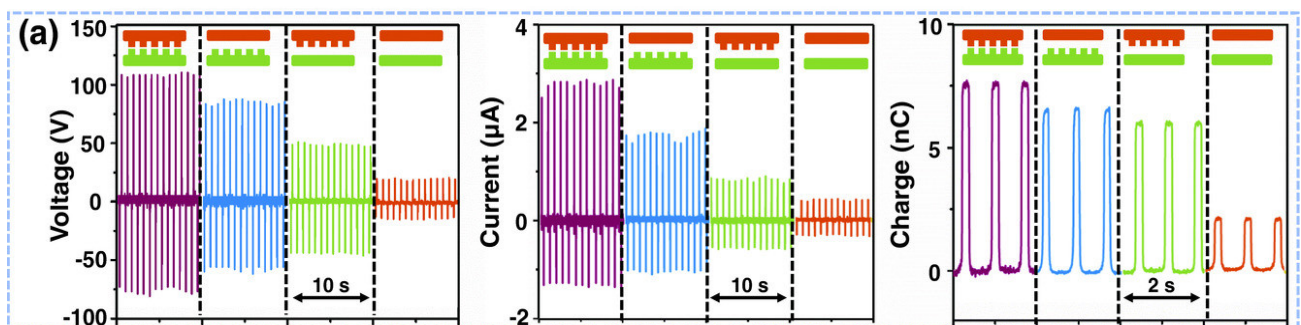 (a)
Voltage (V)
150
100
50
0
-50
-100
10 s
Current (μA)
4
2
0
-2
10 s
Charge (nC)
10
5
0
2 s